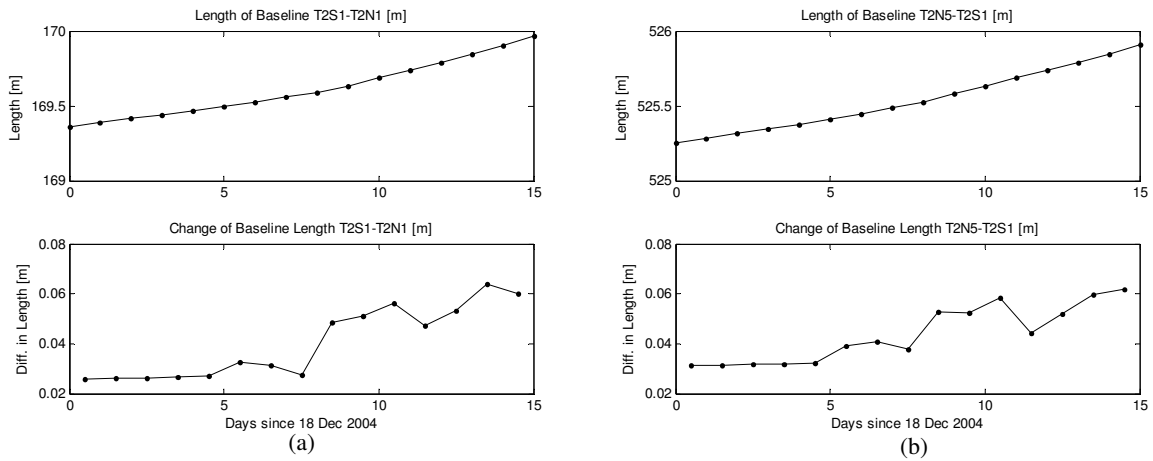 Length of Baseline T2S1-T2N1 [m]
170
169.5
169
Length [m]
0
5
10
15
Change of Baseline Length T2S1-T2N1 [m]
0.08
0.06
0.04
0.02
Diff. in Length [m]
0
5
10
15
Days since 18 Dec 2004
(a)
Length of Baseline T2N5-T2S1 [m]
526
525.5
525
Length [m]
0
5
10
15
Change of Baseline Length T2N5-T2S1 [m]
0.08
0.06
0.04
0.02
Diff. in Length [m]
0
5
10
15
Days since 18 Dec 2004
(b)